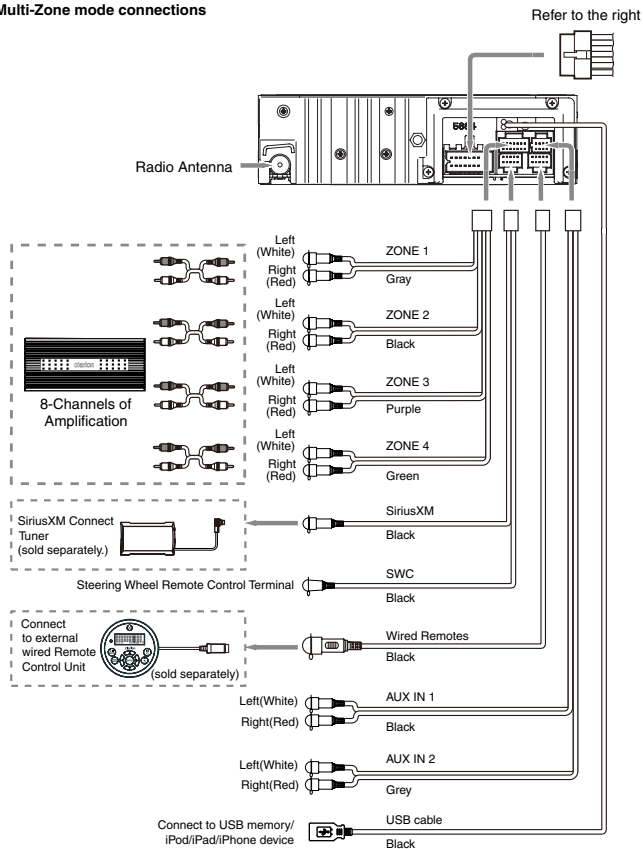 Multi-Zone mode connections
Refer to the right
Radio Antenna
Left
(White)
ZONE 1
Right
(Red)
Gray
Left
(White)
ZONE 2
Right
(Red)
Black
Left
(White)
ZONE 3
Right
(Red)
Purple
Left
(White)
ZONE 4
Right
(Red)
Green
clarion
8-Channels of
Amplification
SiriusXM Connect
Tuner
(sold separately.)
SiriusXM
Black
Steering Wheel Remote Control Terminal
SWC
Black
Connect
to external
wired Remote
Control Unit
(sold separately)
Wired Remotes
Black
Left(White)
AUX IN 1
Right(Red)
Black
Left(White)
AUX IN 2
Right(Red)
Grey
Connect to USB memory/
iPod/iPad/iPhone device
USB cable
Black